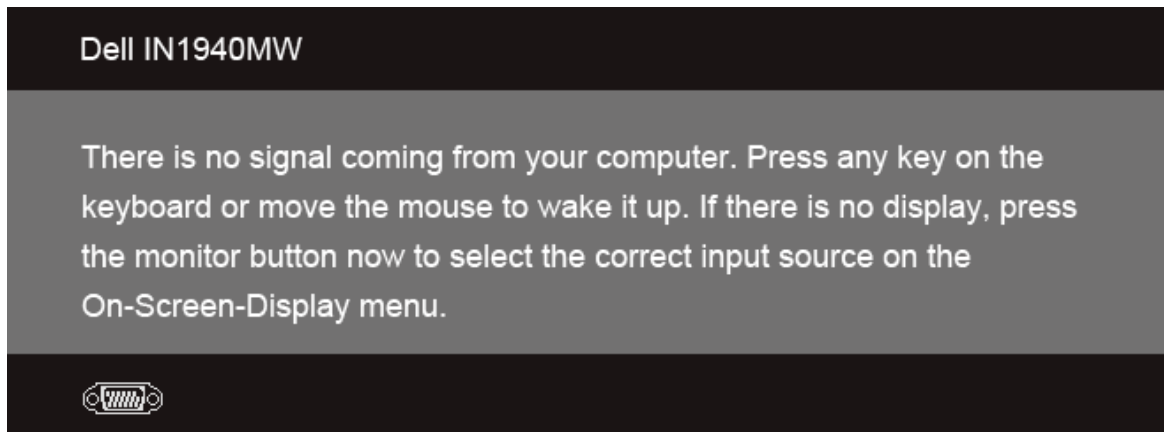 Dell IN1940MW
There is no signal coming from your computer. Press any key on the
keyboard or move the mouse to wake it up. If there is no display, press
the monitor button now to select the correct input source on the
On-Screen-Display menu.